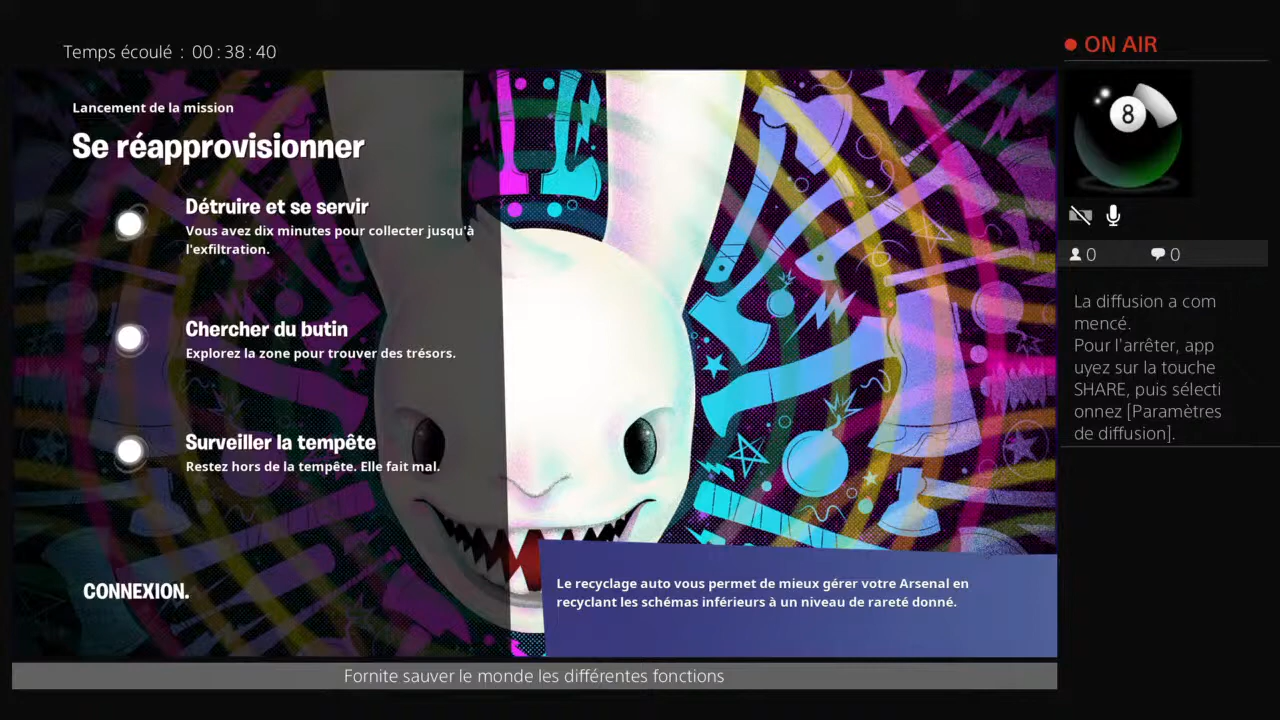 Temps écoulé : 00:38:40
ON AIR
Lancement de la mission
Se réapprovisionner
Détruire et se servir
Vous avez dix minutes pour collecter jusqu'à
l'exfiltration.
Chercher du butin
Explorez la zone pour trouver des trésors.
Surveiller la tempête
Restez hors de la tempête. Elle fait mal.
CONNEXION.
Le recyclage auto vous permet de mieux gérer votre Arsenal en
recyclant les schémas inférieurs à un niveau de rareté donné.
Fornite sauver le monde les différentes fonctions
8
0
0
La diffusion a com
mencé.
Pour l'arrêter, app
uyez sur la touche
SHARE, puis sélecti
onnez [Paramètres
de diffusion].